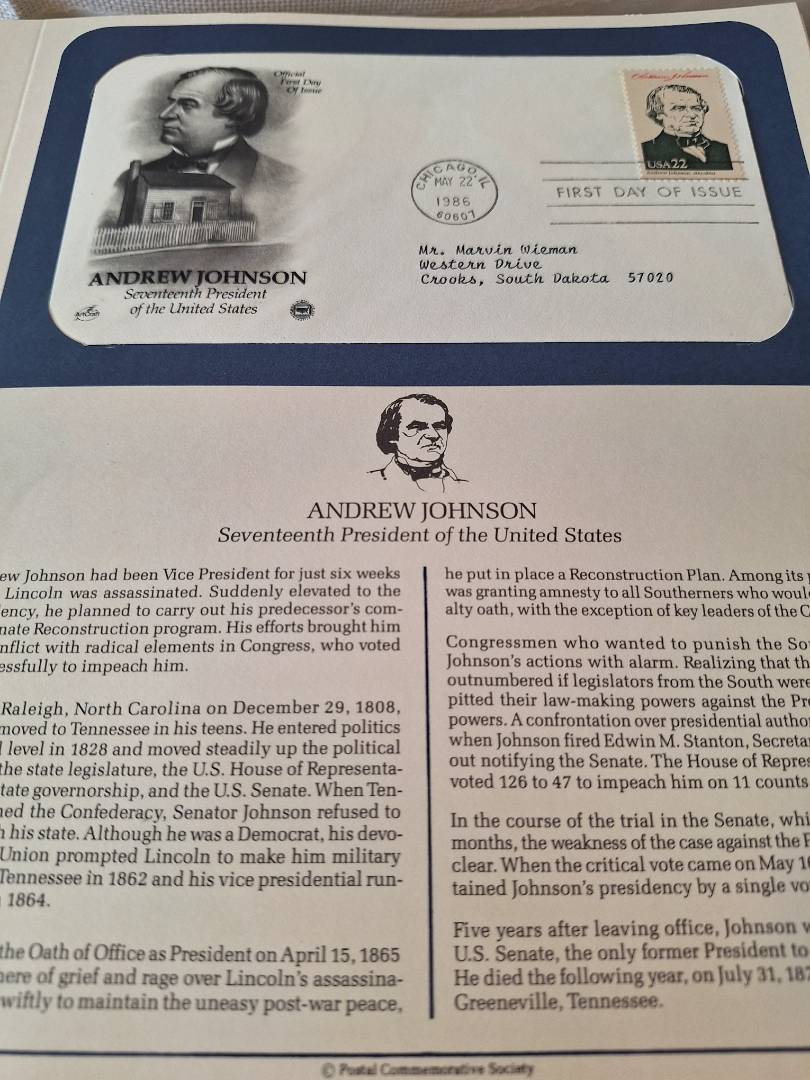 Official
First Day
Of Issue
Andrew Johnson
USA 22
Andrew Johnson, president
CHICAGO, IL
MAY 22
1986
60607
FIRST DAY OF ISSUE
Mr. Marvin Wieman
Western Drive
Crooks, South Dakota 57020
ANDREW JOHNSON
Seventeenth President
of the United States
ArtCraft
ANDREW JOHNSON
Seventeenth President of the United States
ew Johnson had been Vice President for just six weeks
Lincoln was assassinated. Suddenly elevated to the
ency, he planned to carry out his predecessor's com-
nate Reconstruction program. His efforts brought him
nflict with radical elements in Congress, who voted
essfully to impeach him.
Raleigh, North Carolina on December 29, 1808,
moved to Tennessee in his teens. He entered politics
l level in 1828 and moved steadily up the political
the state legislature, the U.S. House of Representa-
tate governorship, and the U.S. Senate. When Ten-
ned the Confederacy, Senator Johnson refused to
h his state. Although he was a Democrat, his devo-
Union prompted Lincoln to make him military
Tennessee in 1862 and his vice presidential run-
1864.
the Oath of Office as President on April 15, 1865
here of grief and rage over Lincoln's assassina-
wiftly to maintain the uneasy post-war peace,
he put in place a Reconstruction Plan. Among its p
was granting amnesty to all Southerners who woul
alty oath, with the exception of key leaders of the C
Congressmen who wanted to punish the So
Johnson's actions with alarm. Realizing that th
outnumbered if legislators from the South were
pitted their law-making powers against the Pre
powers. A confrontation over presidential autho
when Johnson fired Edwin M. Stanton, Secreta
out notifying the Senate. The House of Repres
voted 126 to 47 to impeach him on 11 counts
In the course of the trial in the Senate, whi
months, the weakness of the case against the P
clear. When the critical vote came on May 16
tained Johnson's presidency by a single vo
Five years after leaving office, Johnson w
U.S. Senate, the only former President to
He died the following year, on July 31, 187
Greeneville, Tennessee.
© Postal Commemorative Society